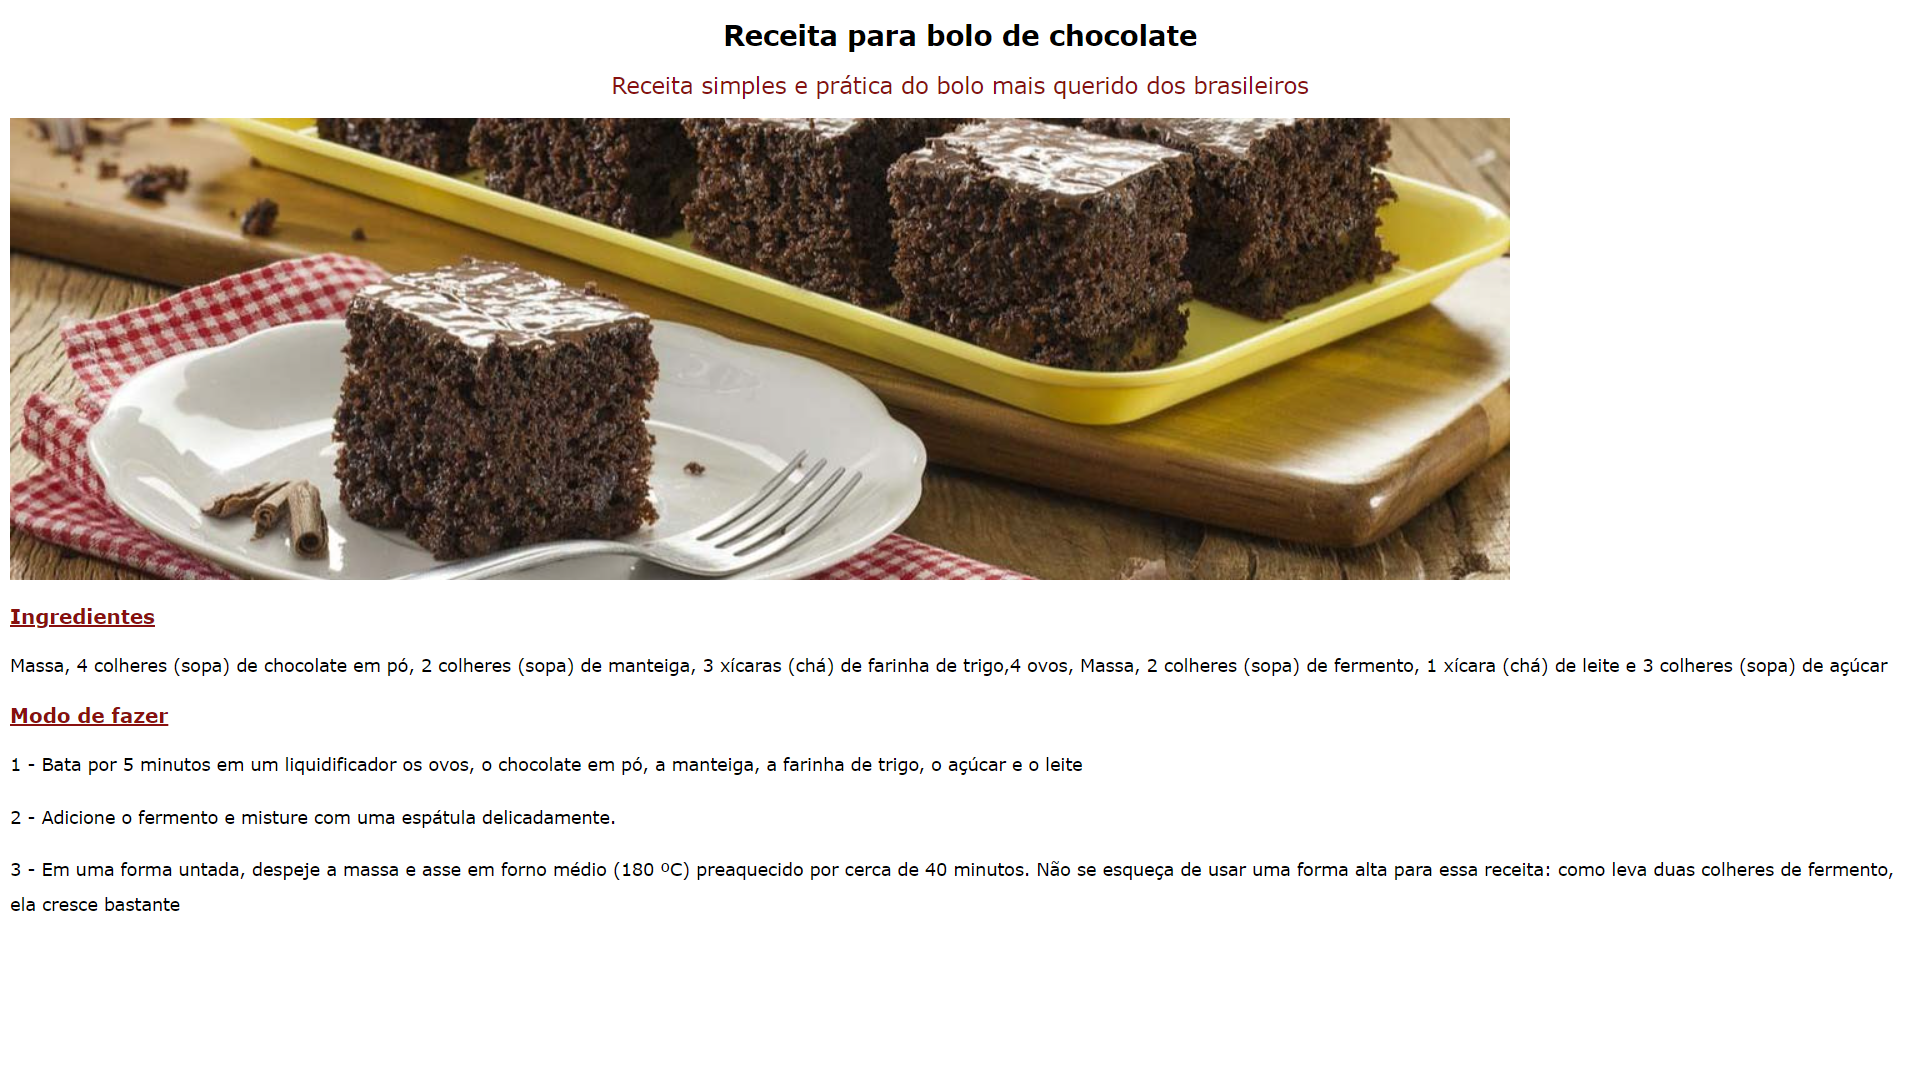 Receita para bolo de chocolate
Receita simples e prática do bolo mais querido dos brasileiros
Ingredientes
Massa, 4 colheres (sopa) de chocolate em pó, 2 colheres (sopa) de manteiga, 3 xícaras (chá) de farinha de trigo,4 ovos, Massa, 2 colheres (sopa) de fermento, 1 xícara (chá) de leite e 3 colheres (sopa) de açúcar
Modo de fazer
1 - Bata por 5 minutos em um liquidificador os ovos, o chocolate em pó, a manteiga, a farinha de trigo, o açúcar e o leite
2 - Adicione o fermento e misture com uma espátula delicadamente.
3 - Em uma forma untada, despeje a massa e asse em forno médio (180 ºC) preaquecido por cerca de 40 minutos. Não se esqueça de usar uma forma alta para essa receita: como leva duas colheres de fermento,
ela cresce bastante